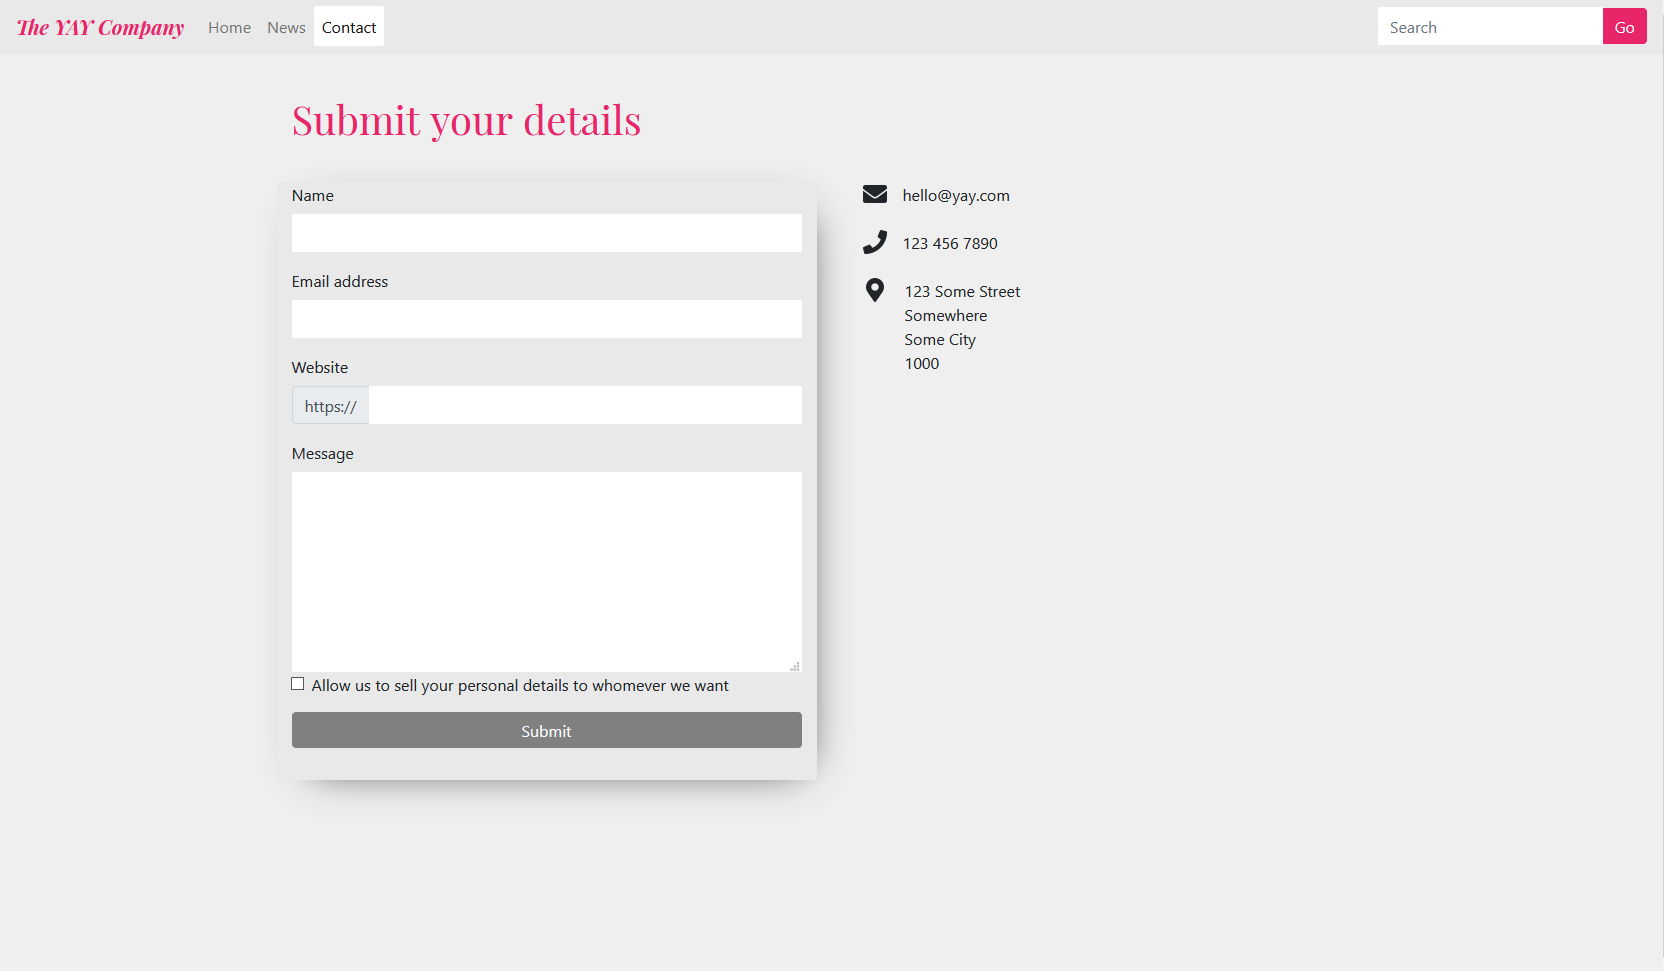 The YAY Company Home News Contact Search Go
Submit your details
Name
Email address
Website
https://
Message
Allow us to sell your personal details to whomever we want
Submit
hello@yay.com
123 456 7890
123 Some Street
Somewhere
Some City
1000